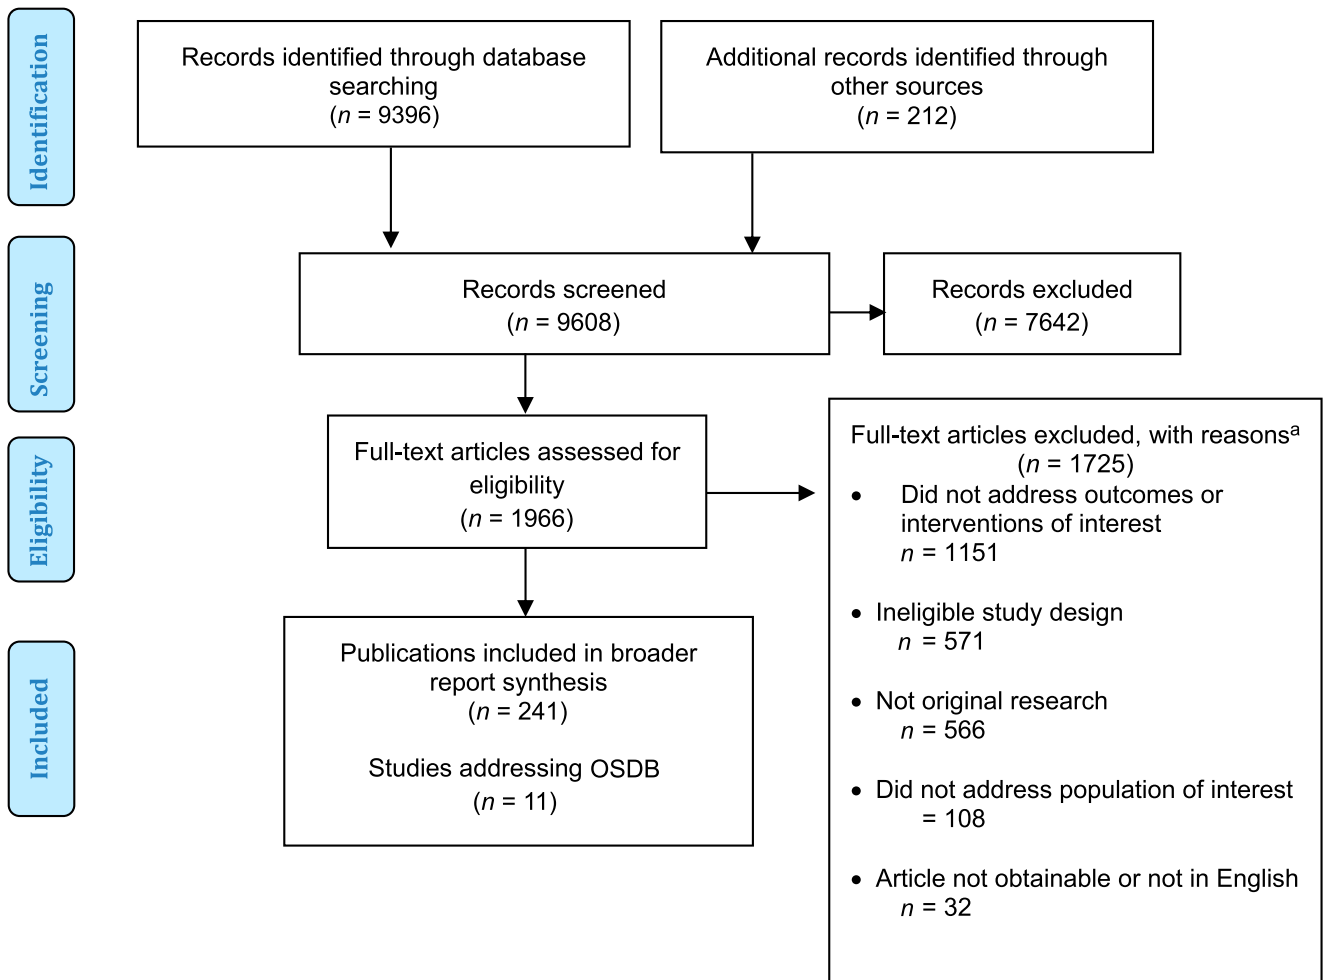 Identification
Records identified through database
searching
(n = 9396)
Additional records identified through
other sources
(n = 212)
Screening
Records screened
(n = 9608)
Records excluded
(n = 7642)
Eligibility
Full-text articles assessed for
eligibility
(n = 1966)
Full-text articles excluded, with reasonsᵃ
(n = 1725)
• Did not address outcomes or
interventions of interest
n = 1151
• Ineligible study design
n = 571
• Not original research
n = 566
• Did not address population of interest
= 108
• Article not obtainable or not in English
n = 32
Included
Publications included in broader
report synthesis
(n = 241)
Studies addressing OSDB
(n = 11)